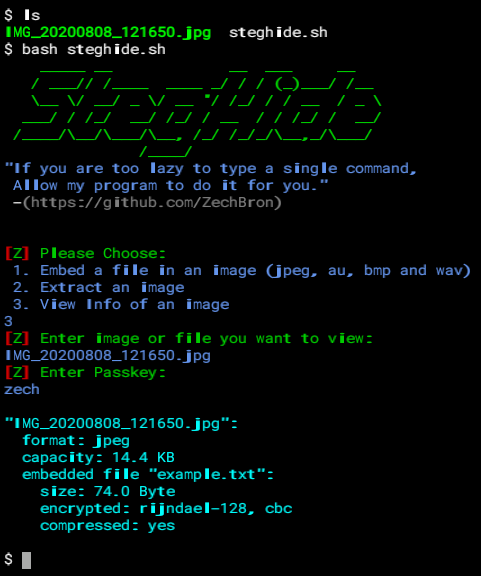 $ ls
IMG_20200808_121650.jpg  steghide.sh
$ bash steghide.sh
StegHide
"If you are too lazy to type a single command,
Allow my program to do it for you."
-(https://github.com/ZechBron)
[Z] Please Choose:
1. Embed a file in an image (jpeg, au, bmp and wav)
2. Extract an image
3. View Info of an image
3
[Z] Enter image or file you want to view:
IMG_20200808_121650.jpg
[Z] Enter Passkey:
zech
"IMG_20200808_121650.jpg":
format: jpeg
capacity: 14.4 KB
embedded file "example.txt":
size: 74.0 Byte
encrypted: rijndael-128, cbc
compressed: yes
$